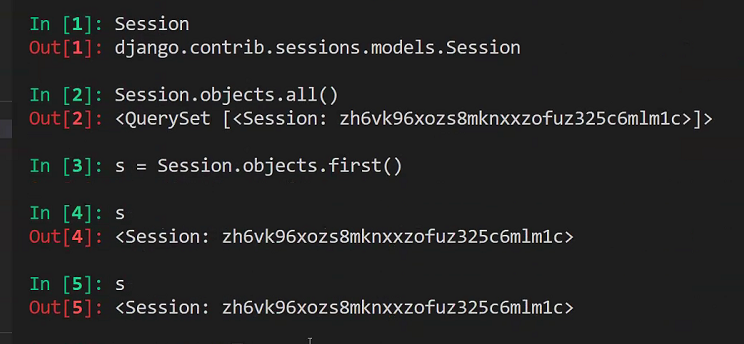 In [1]: Session
Out[1]: django.contrib.sessions.models.Session
In [2]: Session.objects.all()
Out[2]: <QuerySet [<Session: zh6vk96xozs8mknxxzofuz325c6mlm1c>]>
In [3]: s = Session.objects.first()
In [4]: s
Out[4]: <Session: zh6vk96xozs8mknxxzofuz325c6mlm1c>
In [5]: s
Out[5]: <Session: zh6vk96xozs8mknxxzofuz325c6mlm1c>